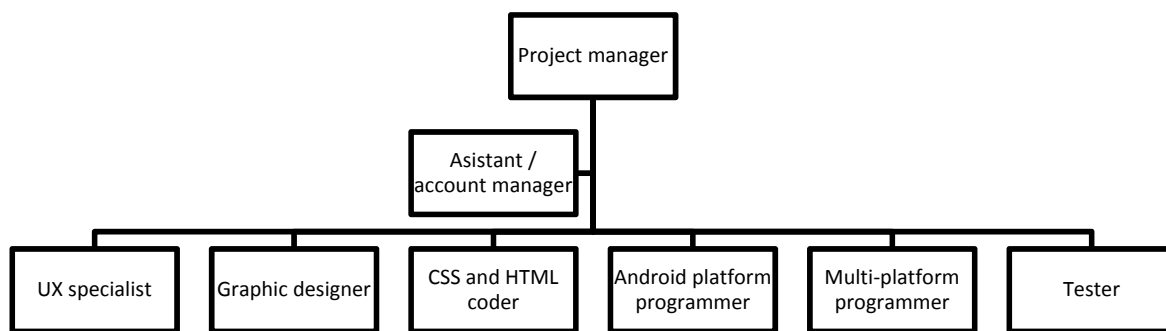 Project manager
Asistant /
account manager
UX specialist
Graphic designer
CSS and HTML
coder
Android platform
programmer
Multi-platform
programmer
Tester